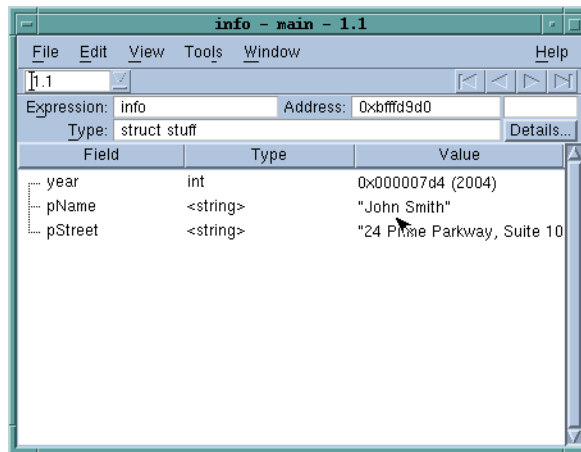 info - main - 1.1
File Edit View Tools Window Help
1.1
Expression: info Address: 0xbfffd9d0
Type: struct stuff Details...
Field Type Value
year int 0x000007d4 (2004)
pName <string> "John Smith"
pStreet <string> "24 Prime Parkway, Suite 10